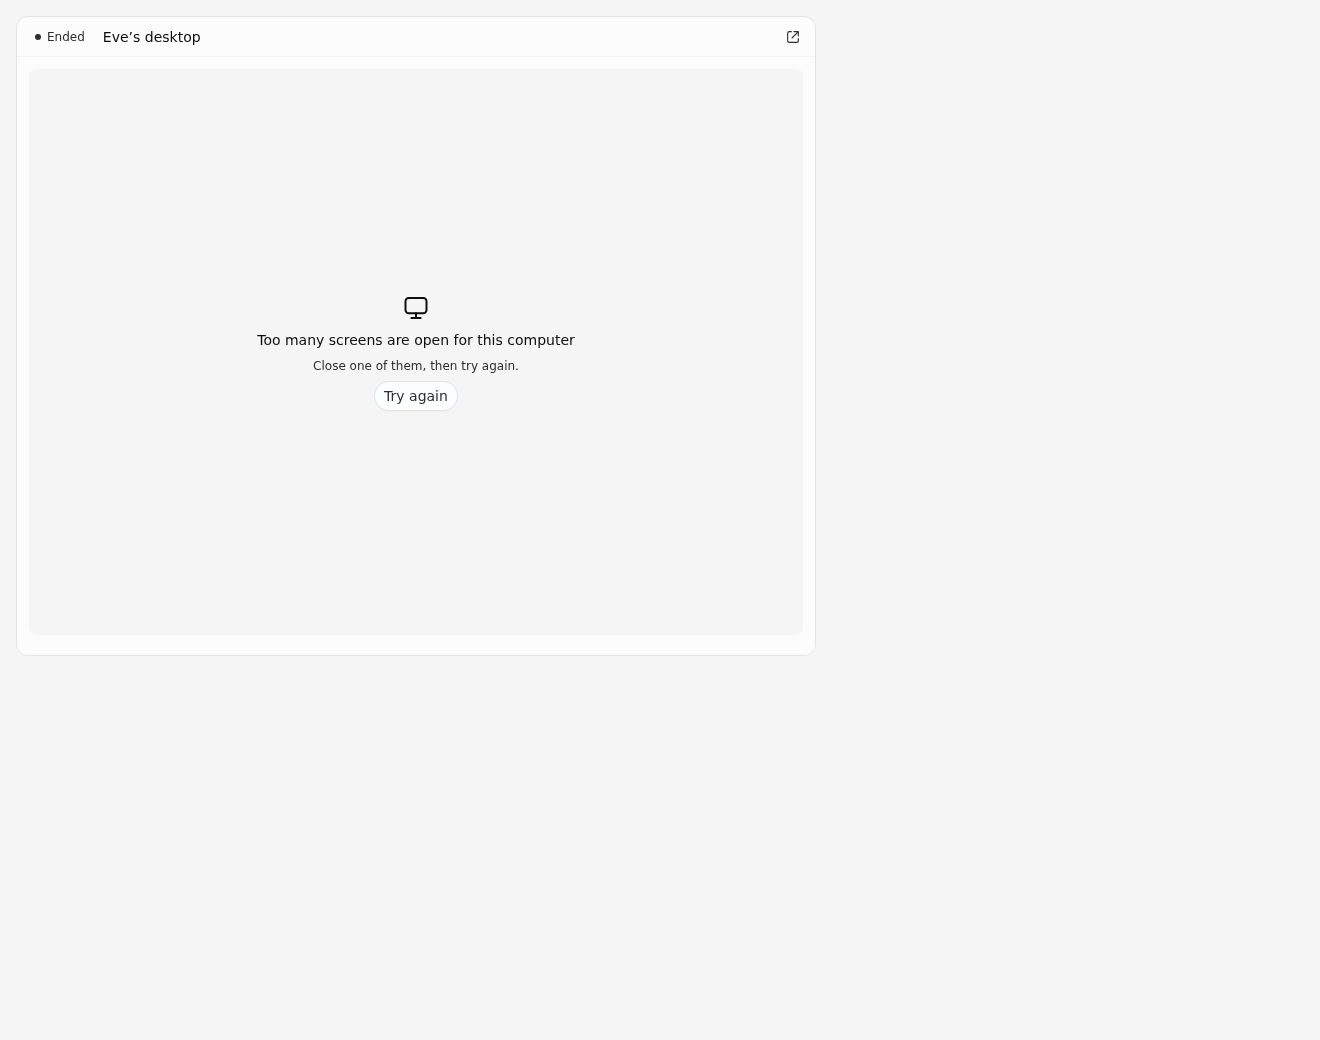 Ended
Eve’s desktop
Too many screens are open for this computer
Close one of them, then try again.
Try again